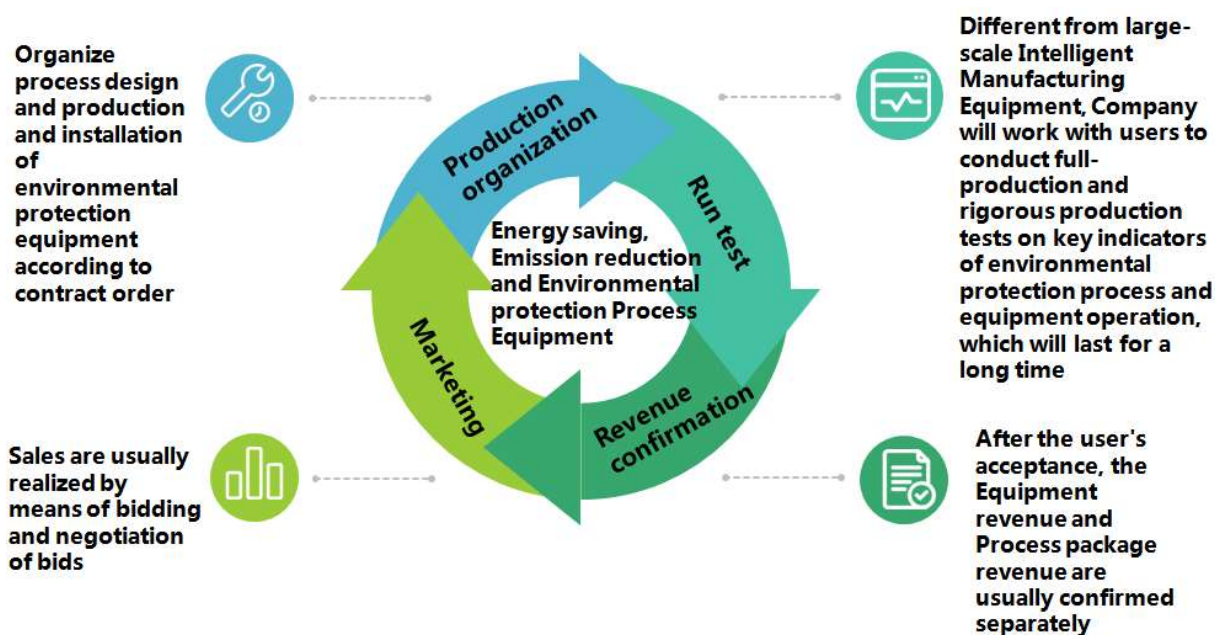 Organize
process design
and production
and installation
of
environmental
protection
equipment
according to
contract order
Production
organization
Different from large-
scale Intelligent
Manufacturing
Equipment, Company
will work with users to
conduct full-
production and
rigorous production
tests on key indicators
of environmental
protection process and
equipment operation,
which will last for a
long time
Run test
Energy saving,
Emission reduction
and Environmental
protection Process
Equipment
Marketing
Revenue
confirmation
Sales are usually
realized by
means of bidding
and negotiation
of bids
After the user's
acceptance, the
Equipment
revenue and
Process package
revenue are
usually confirmed
separately